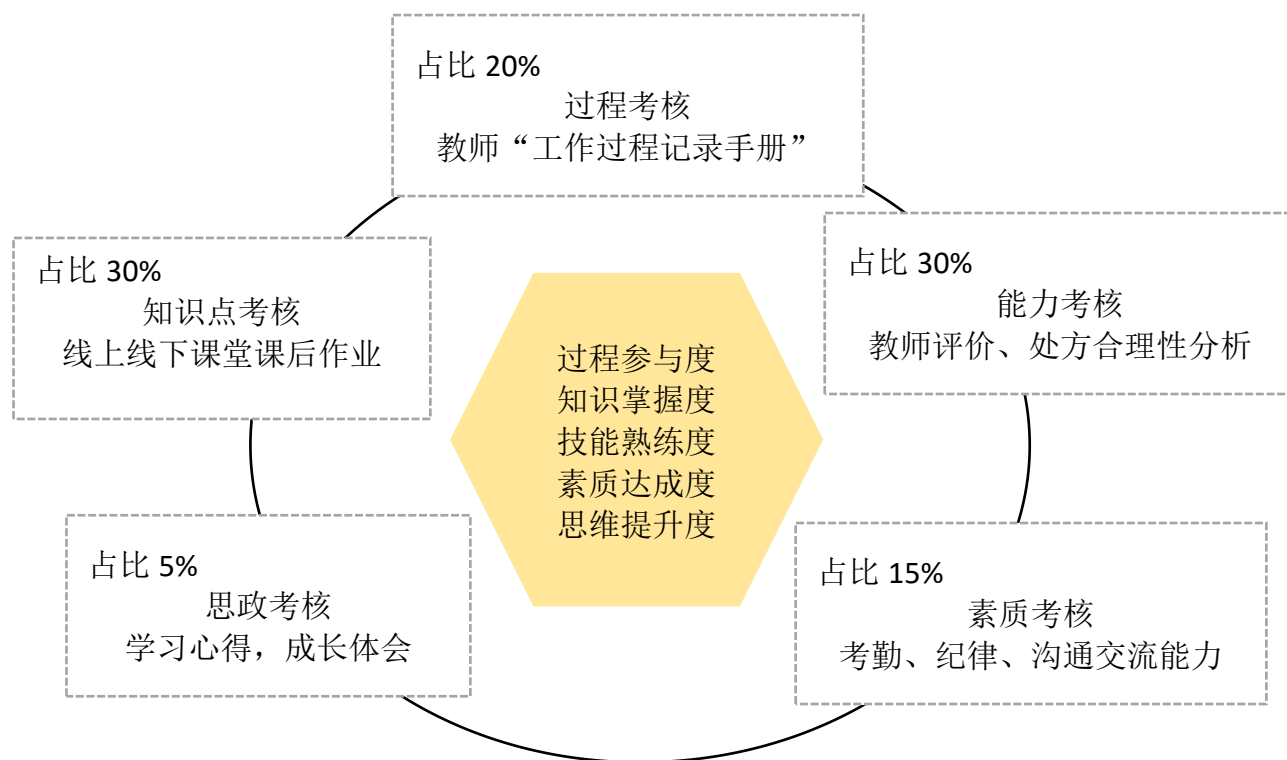 占比 20%
过程考核
教师“工作过程记录手册”
占比 30%
知识点考核
线上线下课堂课后作业
占比 30%
能力考核
教师评价、处方合理性分析
过程参与度
知识掌握度
技能熟练度
素质达成度
思维提升度
占比 5%
思政考核
学习心得，成长体会
占比 15%
素质考核
考勤、纪律、沟通交流能力